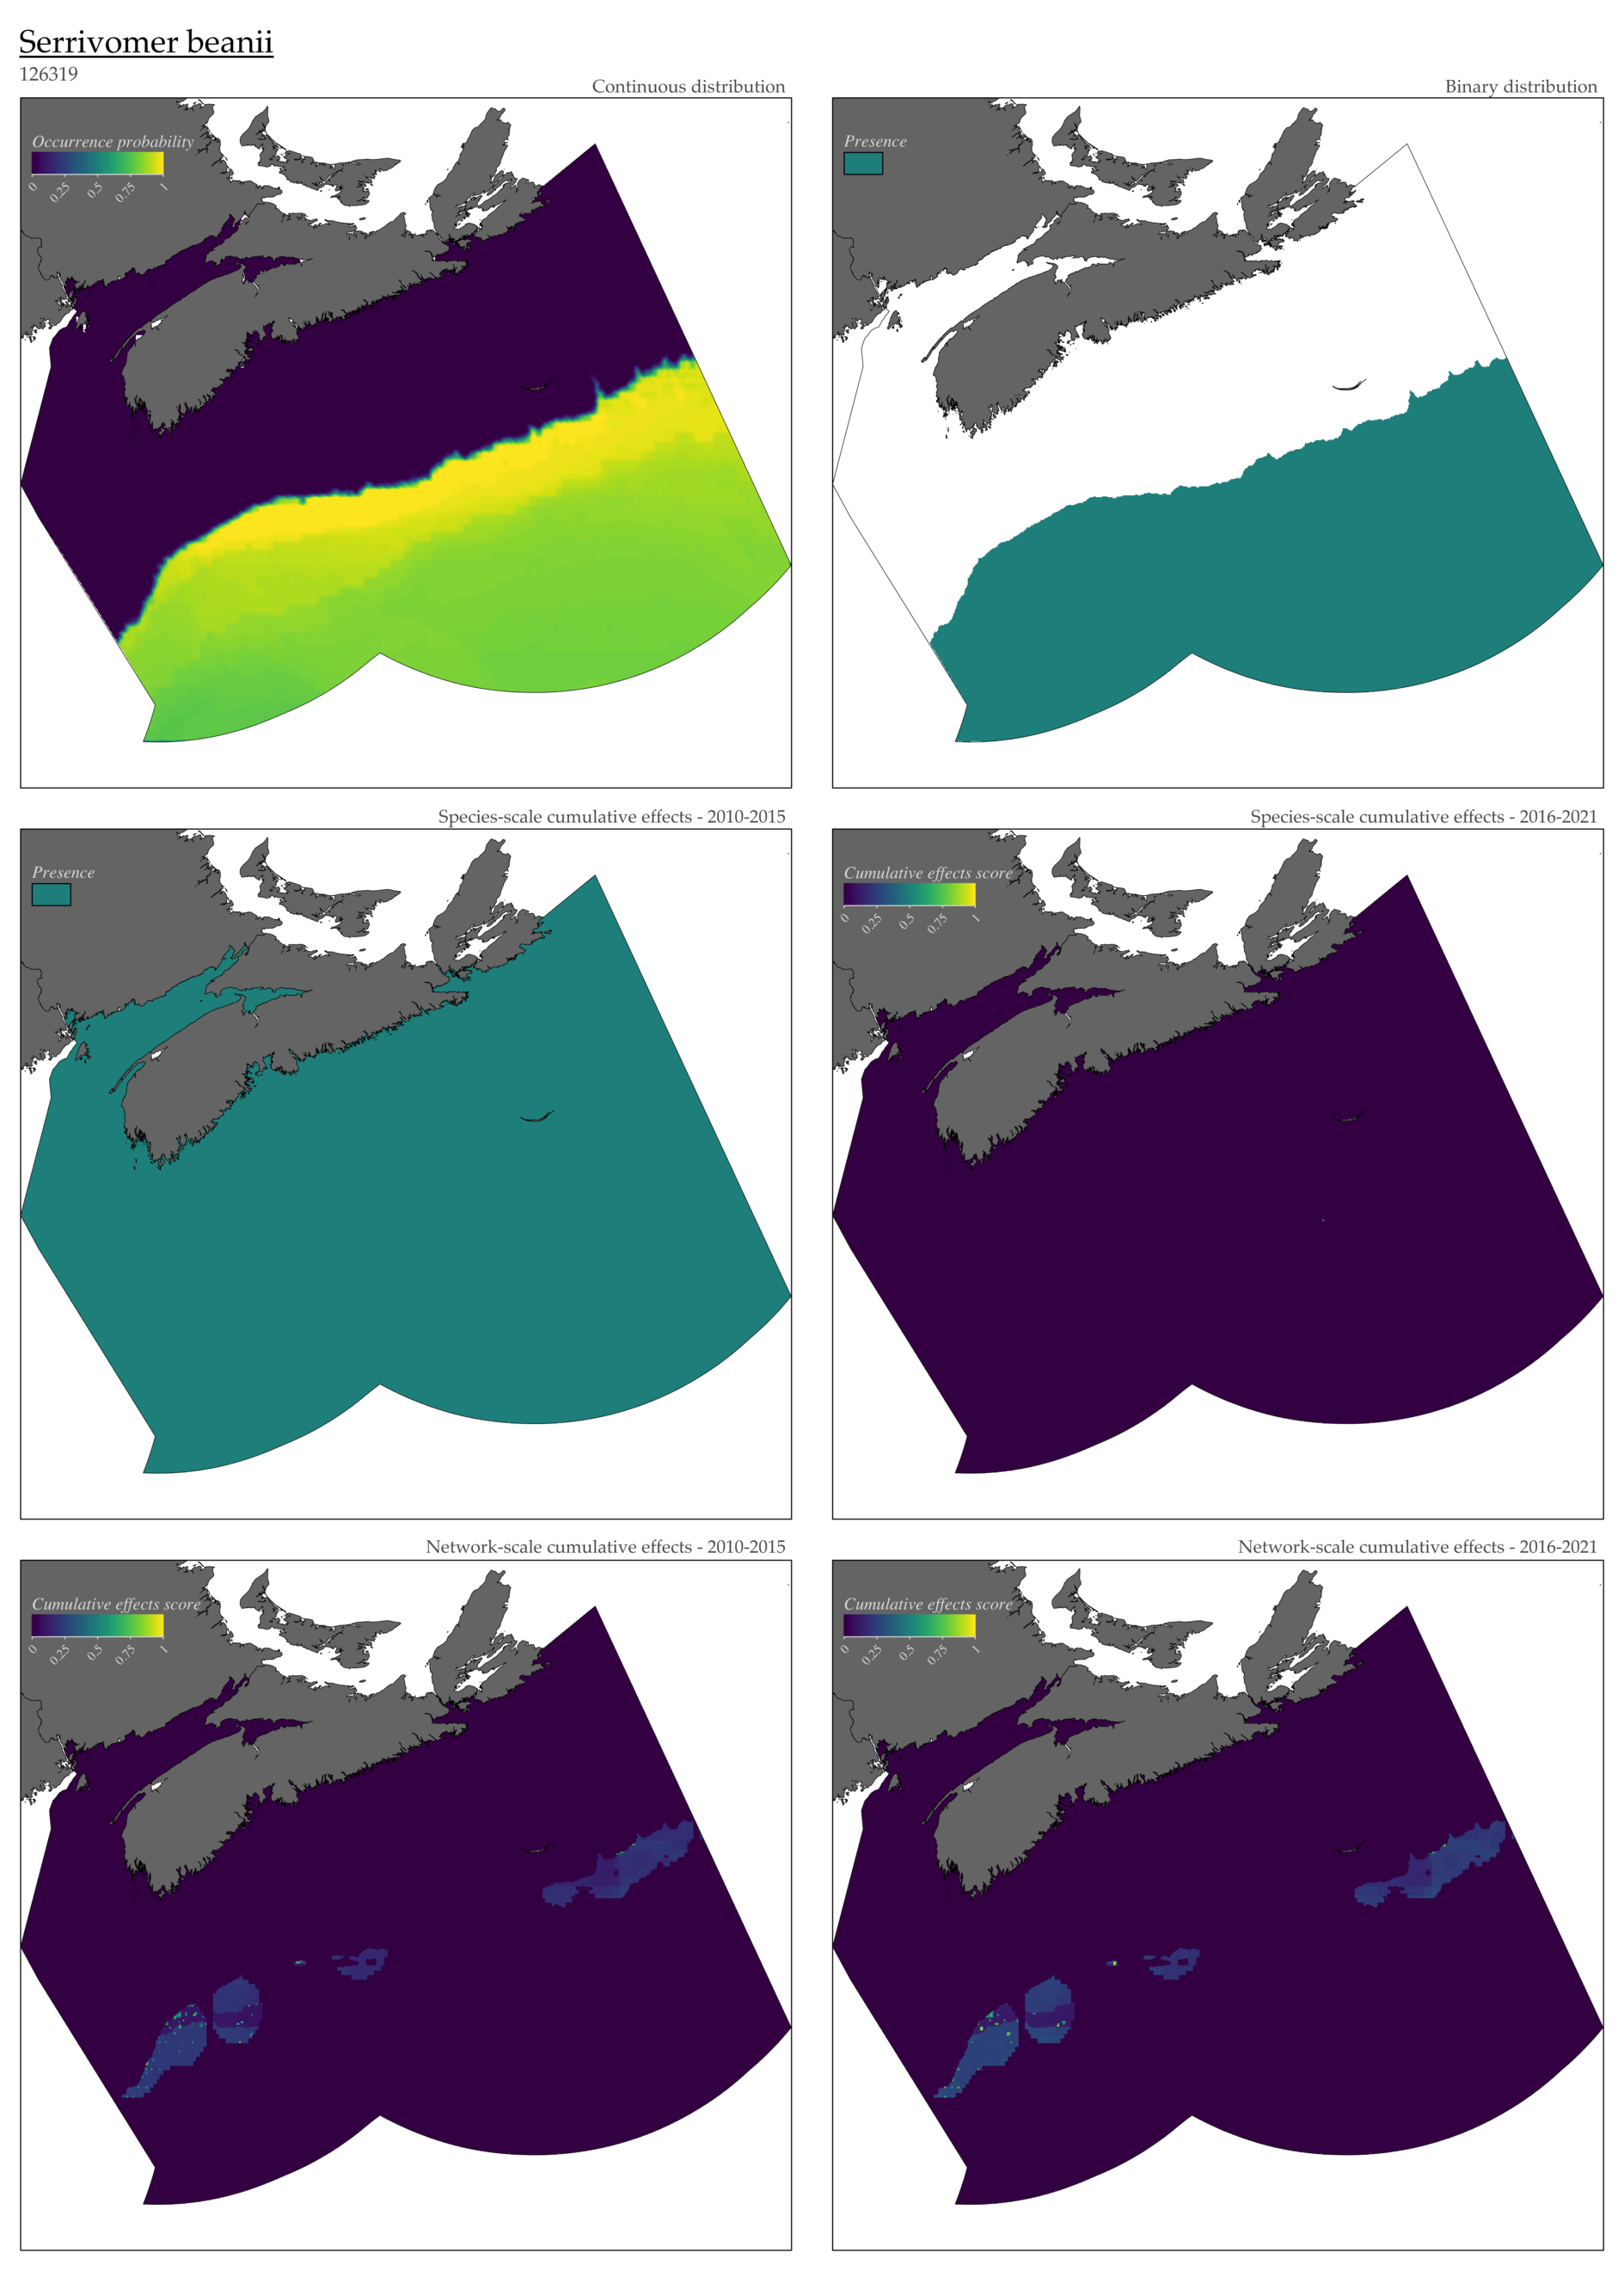 Serrivomer beanii
126319
Continuous distribution
Occurrence probability
0 0.25 0.5 0.75 1
Binary distribution
Presence
Species-scale cumulative effects - 2010-2015
Presence
Species-scale cumulative effects - 2016-2021
Cumulative effects score
0 0.25 0.5 0.75 1
Network-scale cumulative effects - 2010-2015
Cumulative effects score
0 0.25 0.5 0.75 1
Network-scale cumulative effects - 2016-2021
Cumulative effects score
0 0.25 0.5 0.75 1